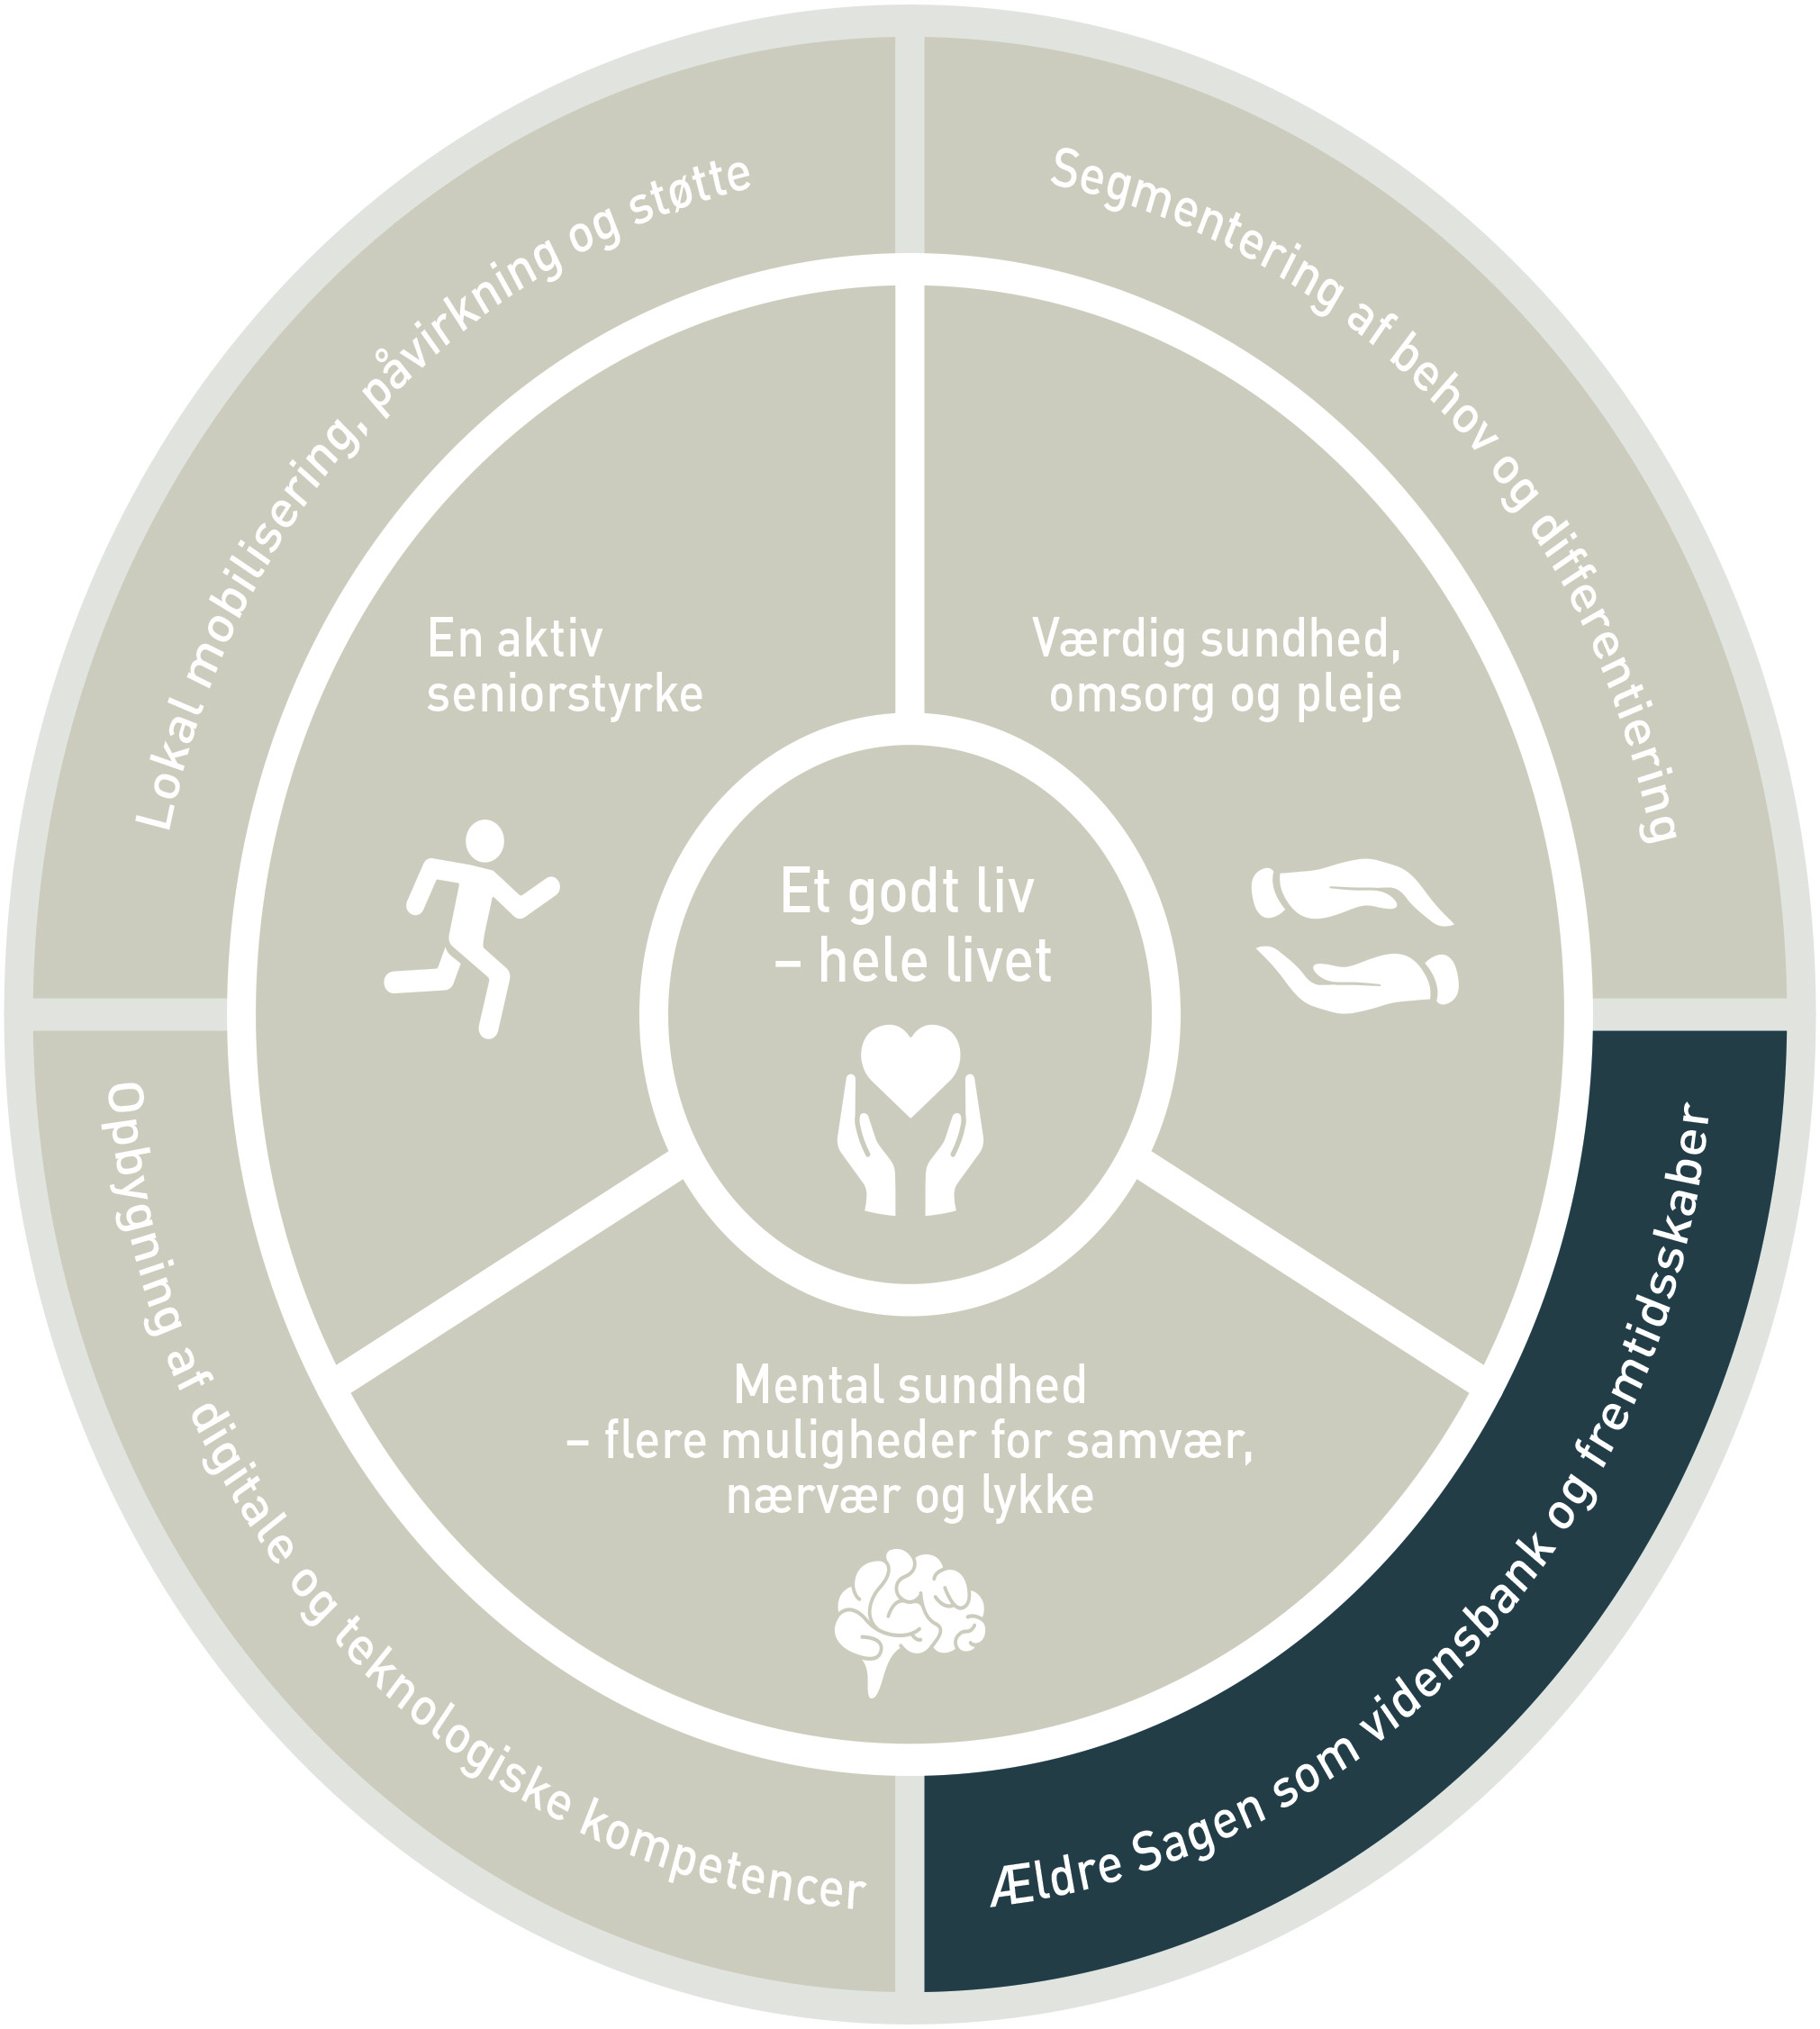 Lokal mobilisering, påvirkning og støtte
Segmentering af behov og differentiering
En aktiv
seniorstyrke
Værdig sundhed,
omsorg og pleje
Et godt liv
– hele livet
Mental sundhed
– flere muligheder for samvær,
nærvær og lykke
Opbygning af digitale og teknologiske kompetencer
Ældre Sagen som vidensbank og fremtidsskaber